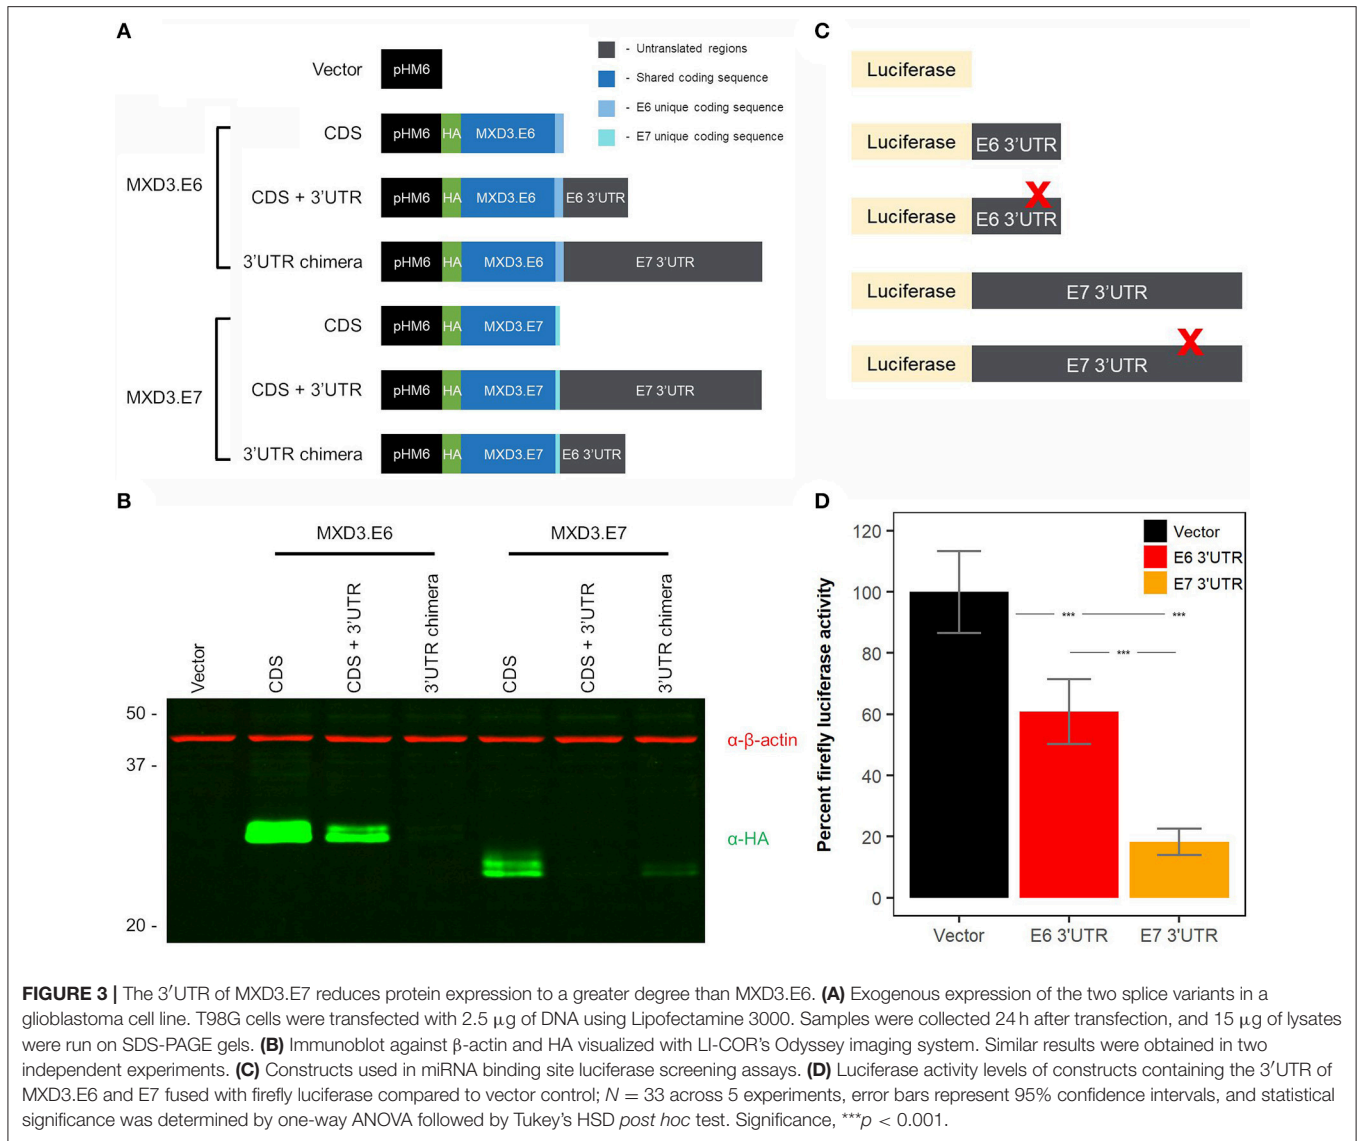 A
Vector
pHM6
- Untranslated regions
- Shared coding sequence
- E6 unique coding sequence
- E7 unique coding sequence
MXD3.E6
CDS
pHM6 HA MXD3.E6
CDS + 3'UTR
pHM6 HA MXD3.E6 E6 3'UTR
3'UTR chimera
pHM6 HA MXD3.E6 E7 3'UTR
MXD3.E7
CDS
pHM6 HA MXD3.E7
CDS + 3'UTR
pHM6 HA MXD3.E7 E7 3'UTR
3'UTR chimera
pHM6 HA MXD3.E7 E6 3'UTR
C
Luciferase
Luciferase E6 3'UTR
X
Luciferase E6 3'UTR
Luciferase E7 3'UTR
X
Luciferase E7 3'UTR
B
MXD3.E6 MXD3.E7
Vector
CDS
CDS + 3'UTR
3'UTR chimera
CDS
CDS + 3'UTR
3'UTR chimera
50 -
37 -
20 -
α-β-actin
α-HA
D
Percent firefly luciferase activity
120
100
80
60
40
20
0
Vector
E6 3'UTR
E7 3'UTR
*** ***
***
Vector E6 3'UTR E7 3'UTR
FIGURE 3 | The 3′UTR of MXD3.E7 reduces protein expression to a greater degree than MXD3.E6. (A) Exogenous expression of the two splice variants in a
glioblastoma cell line. T98G cells were transfected with 2.5 μg of DNA using Lipofectamine 3000. Samples were collected 24 h after transfection, and 15 μg of lysates
were run on SDS-PAGE gels. (B) Immunoblot against β-actin and HA visualized with LI-COR's Odyssey imaging system. Similar results were obtained in two
independent experiments. (C) Constructs used in miRNA binding site luciferase screening assays. (D) Luciferase activity levels of constructs containing the 3′UTR of
MXD3.E6 and E7 fused with firefly luciferase compared to vector control; N = 33 across 5 experiments, error bars represent 95% confidence intervals, and statistical
significance was determined by one-way ANOVA followed by Tukey's HSD post hoc test. Significance, ***p < 0.001.